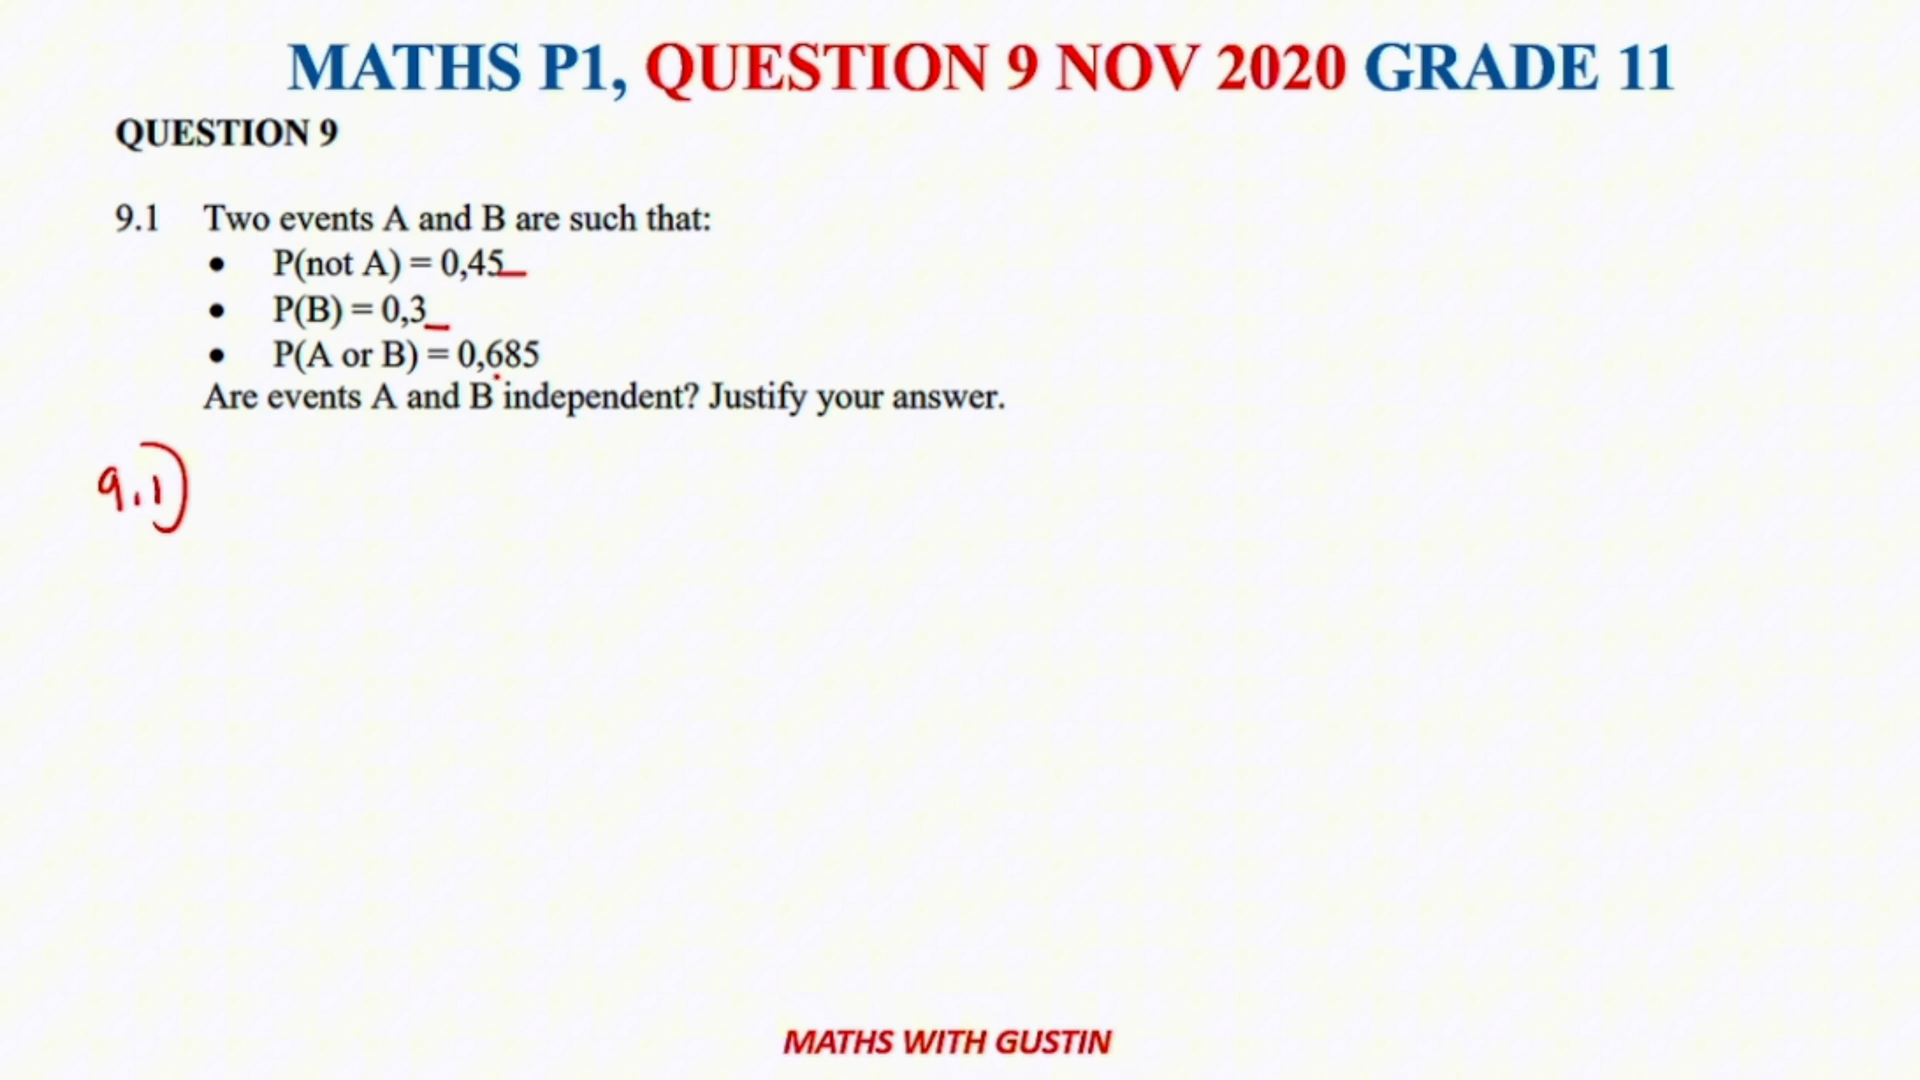 MATHS P1, QUESTION 9 NOV 2020 GRADE 11
QUESTION 9
9.1 Two events A and B are such that:
• P(not A) = 0,45
• P(B) = 0,3
• P(A or B) = 0,685
Are events A and B independent? Justify your answer.
9.1)
MATHS WITH GUSTIN